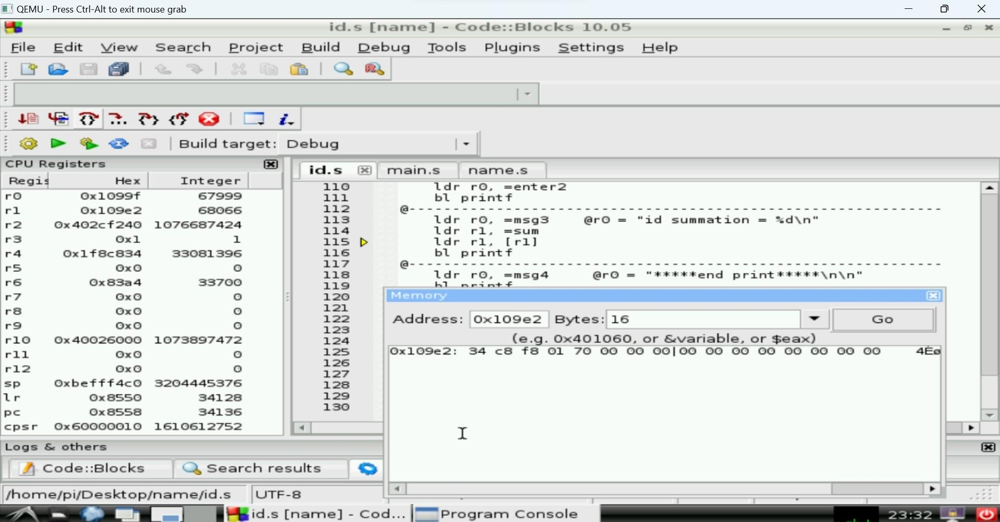 QEMU - Press Ctrl-Alt to exit mouse grab
id.s [name] - Code::Blocks 10.05
File Edit View Search Project Build Debug Tools Plugins Settings Help
Build target: Debug
CPU Registers
Regis Hex Integer
r0 0x1099f 67999
r1 0x109e2 68066
r2 0x402cf240 1076687424
r3 0x1 1
r4 0x1f8c834 33081396
r5 0x0 0
r6 0x83a4 33700
r7 0x0 0
r8 0x0 0
r9 0x0 0
r10 0x40026000 1073897472
r11 0x0 0
r12 0x0 0
sp 0xbefff4c0 3204445376
lr 0x8550 34128
pc 0x8558 34136
cpsr 0x60000010 1610612752
id.s main.s name.s
110 ldr r0, =enter2
111 bl printf
112 @---------------------------------------------------------------
113 ldr r0, =msg3 @r0 = "id summation = %d\n"
114 ldr r1, =sum
115 ldr r1, [r1]
116 bl printf
117 @---------------------------------------------------------------
118 ldr r0, =msg4 @r0 = "*****end print*****\n\n"
119 bl printf
120
121
122
123
124
125
126
127
128
129
130
Memory
Address: 0x109e2 Bytes: 16 Go
(e.g. 0x401060, or &variable, or $eax)
0x109e2: 34 c8 f8 01 70 00 00 00|00 00 00 00 00 00 00 00 4Èø
Logs & others
Code::Blocks Search results
/home/pi/Desktop/name/id.s UTF-8
id.s [name] - Cod... Program Console 23:32